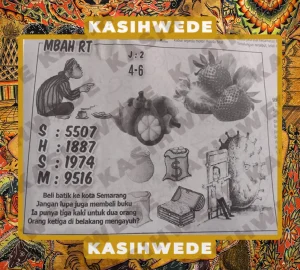 KASIHWEDE
MBAH RT
J : 2
4-6
S : 5507
H : 1887
S : 1974
M : 9516
$
Beli batik ke kota Semarang
Jangan lupa juga membeli buku
Ia punya tiga kaki untuk dua orang
Orang ketiga di belakang mengayuh?
KASIHWEDE